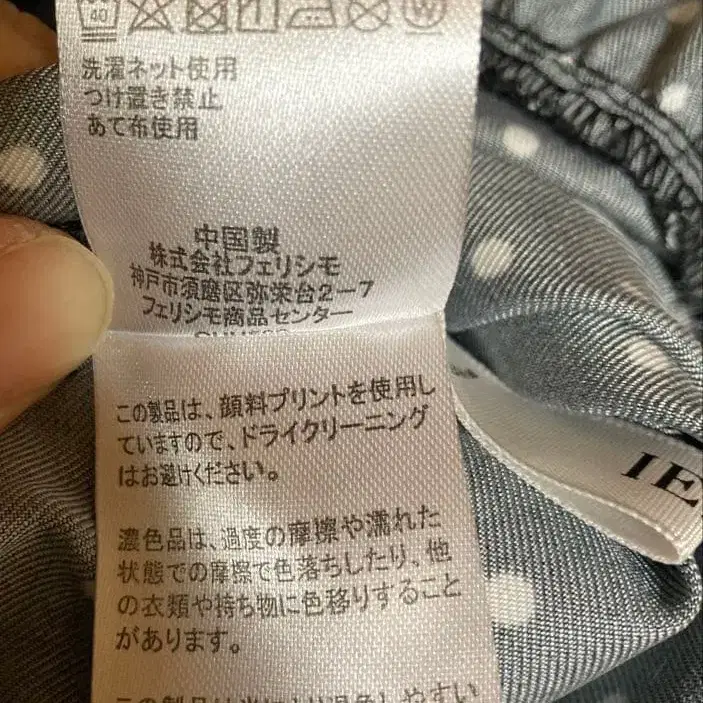 40
W
洗濯ネット使用
つけ置き禁止
あて布使用
中国製
株式会社フェリシモ
神戸市須磨区弥栄台2-7
フェリシモ商品センター
この製品は、顔料プリントを使用し
ていますので、ドライクリーニング
はお避けください。
濃色品は、過度の摩擦や濡れた
状態での摩擦で色落ちしたり、他
の衣類や持ち物に色移りすること
があります。
IE